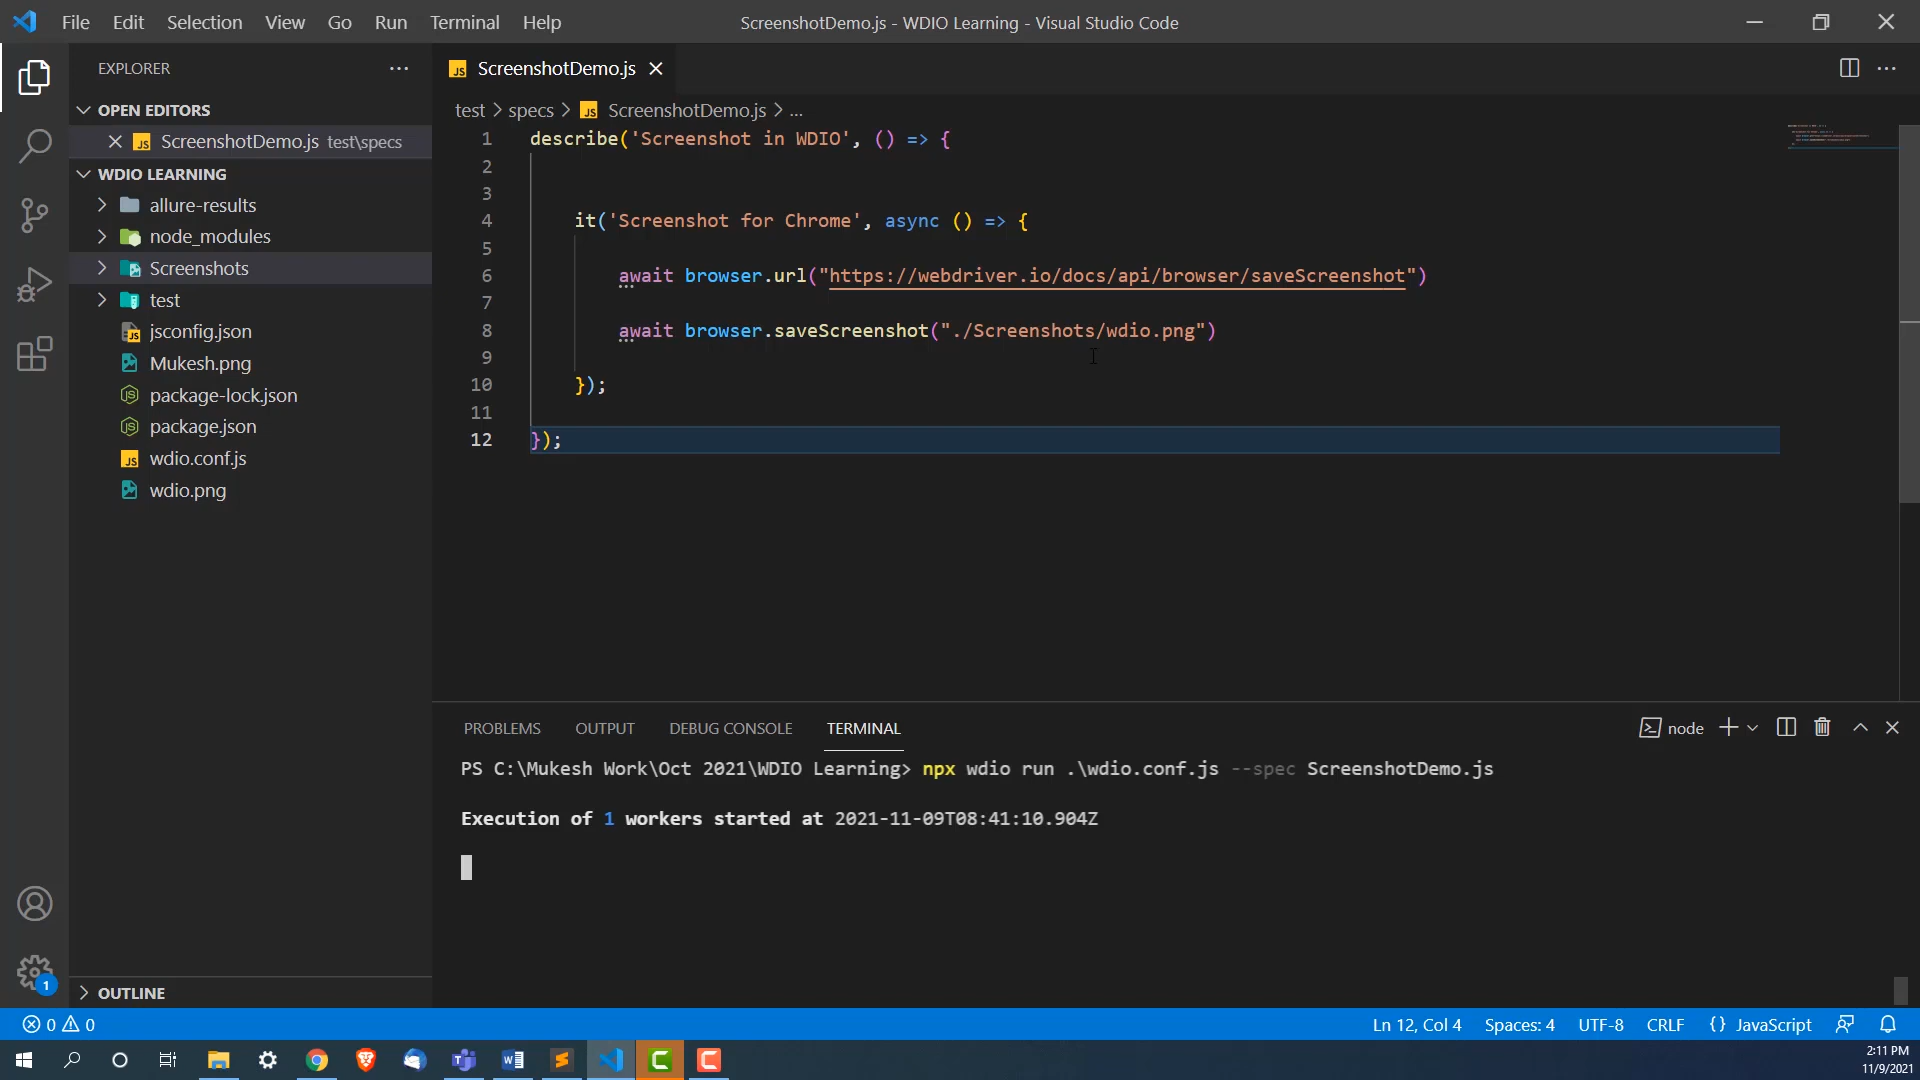 File Edit Selection View Go Run Terminal Help
ScreenshotDemo.js - WDIO Learning - Visual Studio Code
EXPLORER
OPEN EDITORS
ScreenshotDemo.js test\specs
WDIO LEARNING
allure-results
node_modules
Screenshots
test
jsconfig.json
Mukesh.png
package-lock.json
package.json
wdio.conf.js
wdio.png
OUTLINE
JS ScreenshotDemo.js
test > specs > JS ScreenshotDemo.js > ...
1 describe('Screenshot in WDIO', () => {
2
3
4 it('Screenshot for Chrome', async () => {
5
6 await browser.url("https://webdriver.io/docs/api/browser/saveScreenshot")
7
8 await browser.saveScreenshot("./Screenshots/wdio.png")
9
10 });
11
12 });
PROBLEMS OUTPUT DEBUG CONSOLE TERMINAL
node
PS C:\Mukesh Work\Oct 2021\WDIO Learning> npx wdio run .\wdio.conf.js --spec ScreenshotDemo.js
Execution of 1 workers started at 2021-11-09T08:41:10.904Z
1
0 0
Ln 12, Col 4 Spaces: 4 UTF-8 CRLF {} JavaScript
2:11 PM
11/9/2021